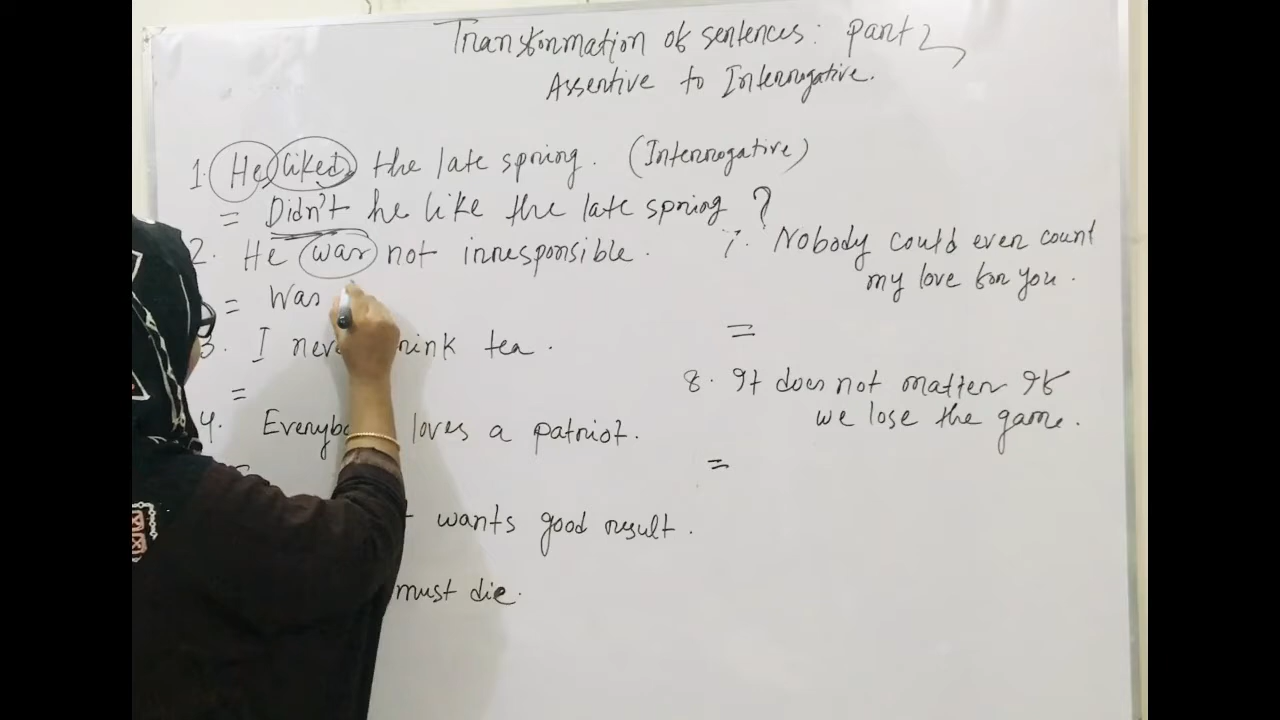 Transformation of sentences: part 2
Assertive to Interrogative.
1. He liked the late spring. (Interrogative)
= Didn't he like the late spring ?
2. He was not irresponsible.
= Was
3. I never drink tea.
=
4. Everybody loves a patriot.
wants good result.
must die.
7. Nobody could even count
my love for you.
=
8. It does not matter If
we lose the game.
=